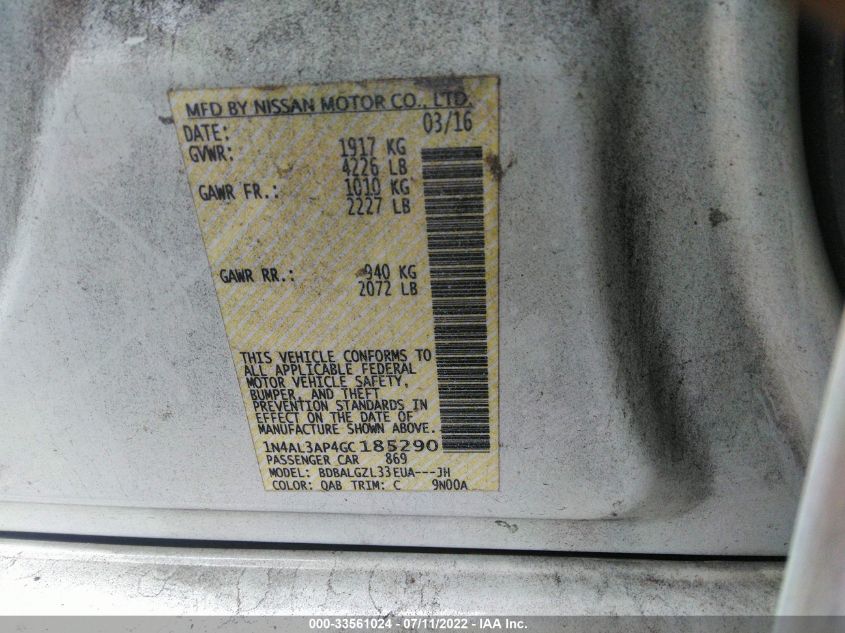 MFD BY NISSAN MOTOR CO., LTD.
DATE: 03/16
GVWR: 1917 KG
4226 LB
GAWR FR.: 1010 KG
2227 LB
GAWR RR.: 940 KG
2072 LB
THIS VEHICLE CONFORMS TO
ALL APPLICABLE FEDERAL
MOTOR VEHICLE SAFETY,
BUMPER, AND THEFT
PREVENTION STANDARDS IN
EFFECT ON THE DATE OF
MANUFACTURE SHOWN ABOVE.
1N4AL3AP4GC185290
PASSENGER CAR 869
MODEL: BDBALGZL33EUA---JH
COLOR: QAB TRIM: C 9N00A
000-33561024 - 07/11/2022 - IAA Inc.